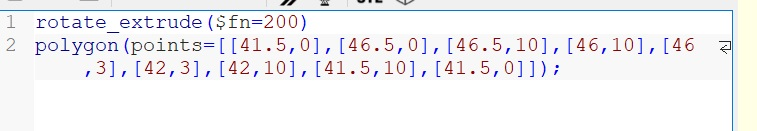 1 rotate_extrude($fn=200)
2 polygon(points=[[41.5,0],[46.5,0],[46.5,10],[46,10],[46
,3],[42,3],[42,10],[41.5,10],[41.5,0]]);